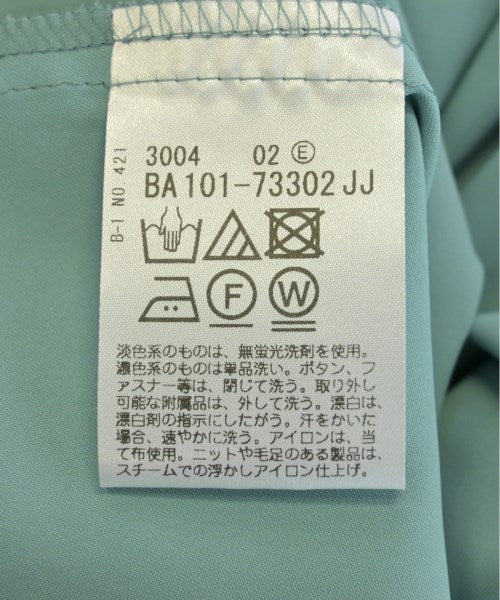 B-1 NO.421
3004 02 Ⓔ
BA101-73302JJ
F W
淡色系のものは、無蛍光洗剤を使用。
濃色系のものは単品洗い。ボタン、フ
ァスナー等は、閉じて洗う。取り外し
可能な附属品は、外して洗う。漂白は、
漂白剤の指示にしたがう。汗をかいた
場合、速やかに洗う。アイロンは、当
て布使用。ニットや毛足のある製品は、
スチームでの浮かしアイロン仕上げ。